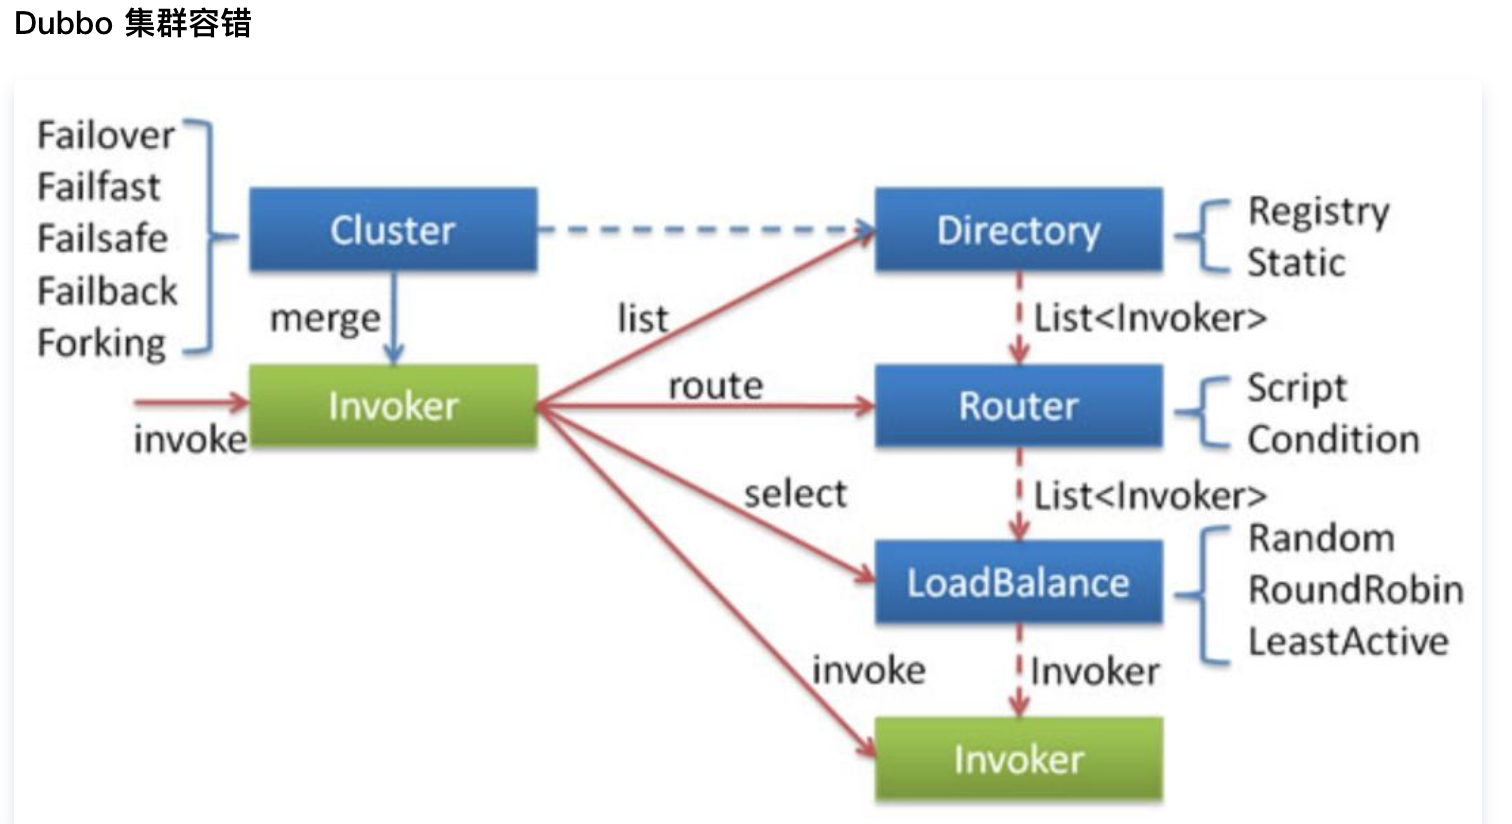 Dubbo 集群容错
Failover
Failfast
Failsafe
Failback
Forking
Cluster
merge
invoke
Invoker
list
route
select
invoke
Directory
Registry
Static
List<Invoker>
Router
Script
Condition
List<Invoker>
LoadBalance
Random
RoundRobin
LeastActive
Invoker
Invoker